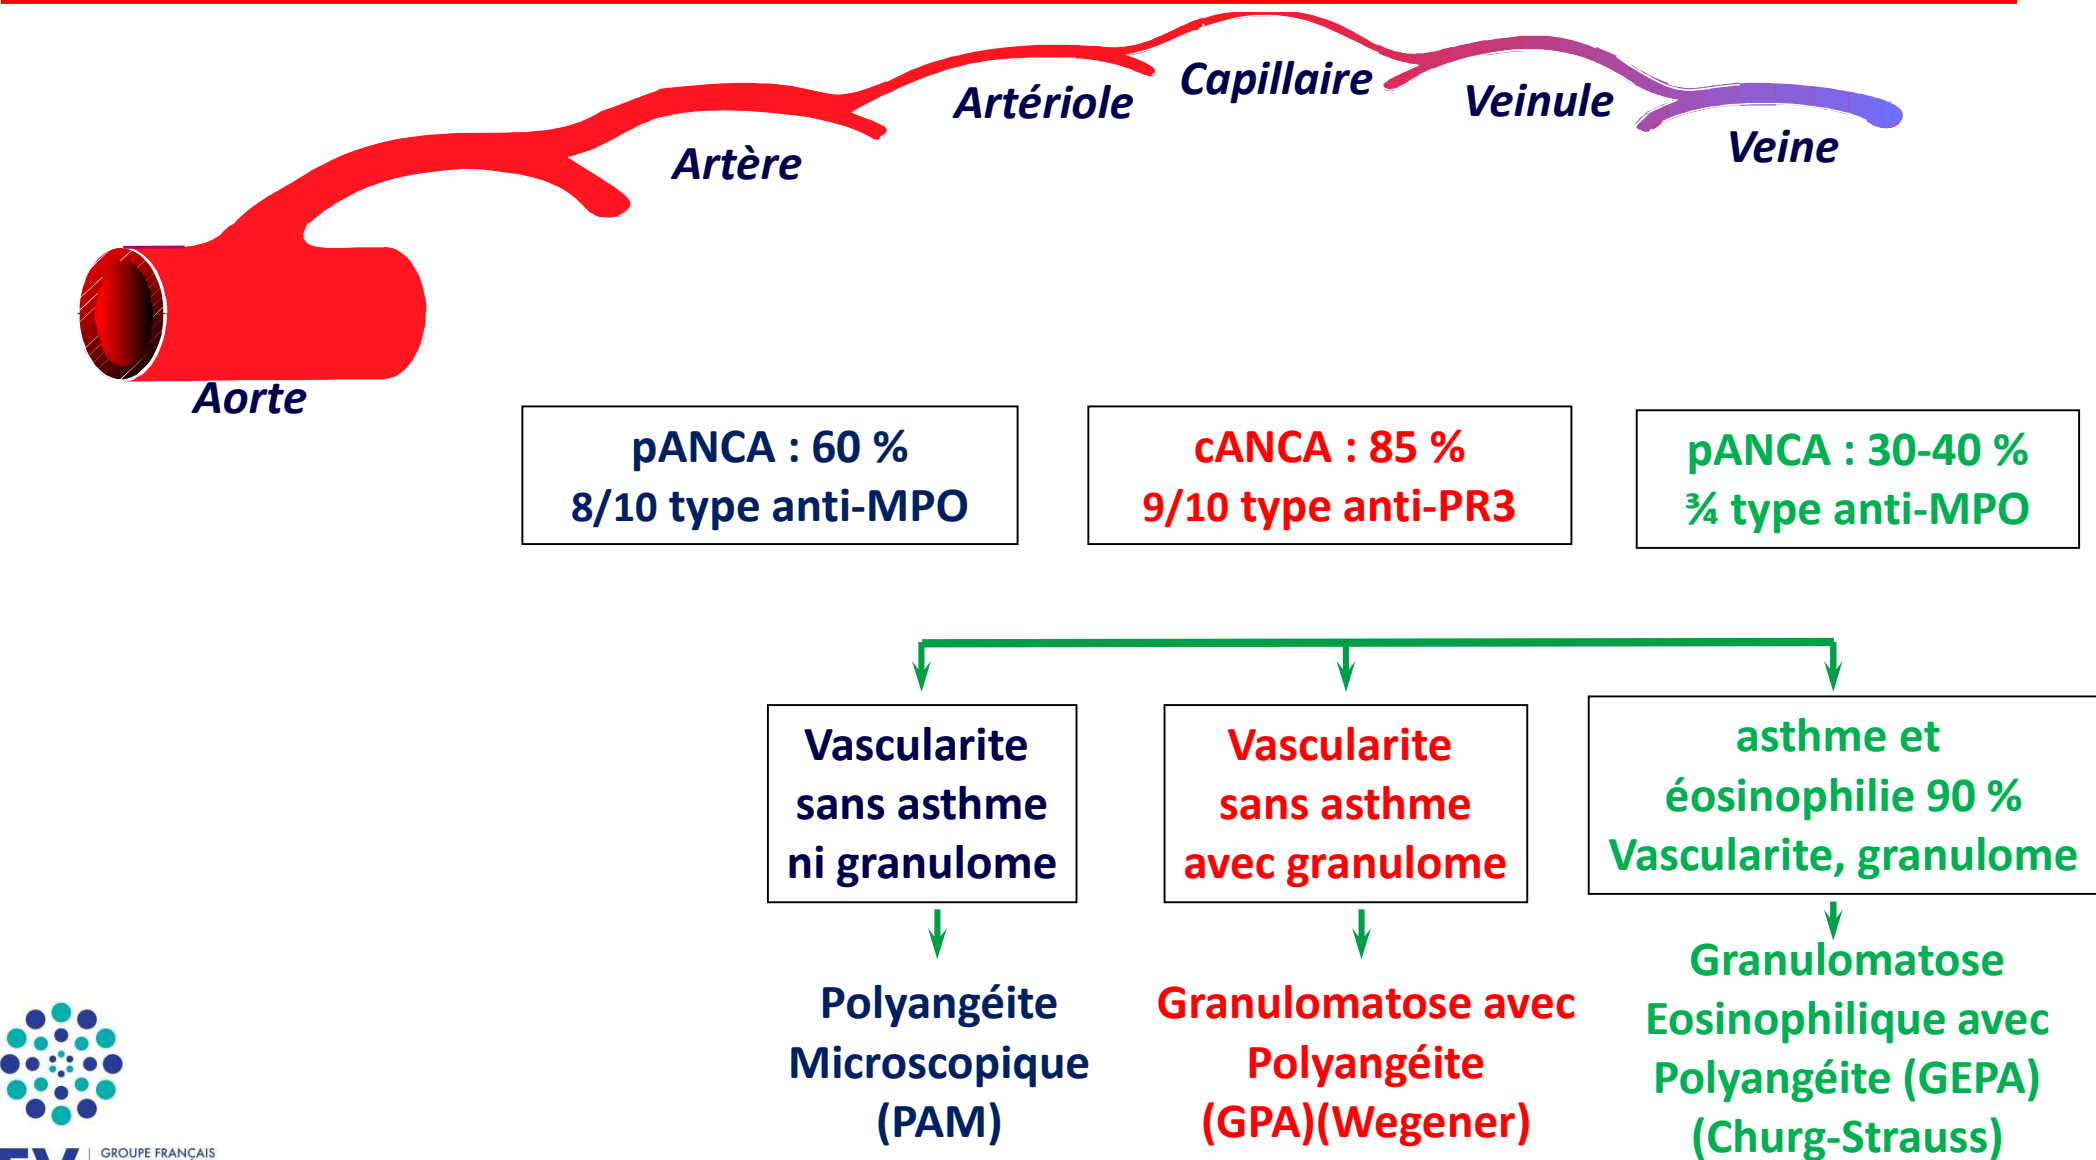 Artériole
Capillaire
Veinule
Veine
Artère
Aorte
pANCA : 60 %
8/10 type anti-MPO
cANCA : 85 %
9/10 type anti-PR3
pANCA : 30-40 %
¾ type anti-MPO
Vascularite
sans asthme
ni granulome
Vascularite
sans asthme
avec granulome
asthme et
éosinophilie 90 %
Vascularite, granulome
Polyangéite
Microscopique
(PAM)
Granulomatose avec
Polyangéite
(GPA)(Wegener)
Granulomatose
Eosinophilique avec
Polyangéite (GEPA)
(Churg-Strauss)
GROUPE FRANÇAIS